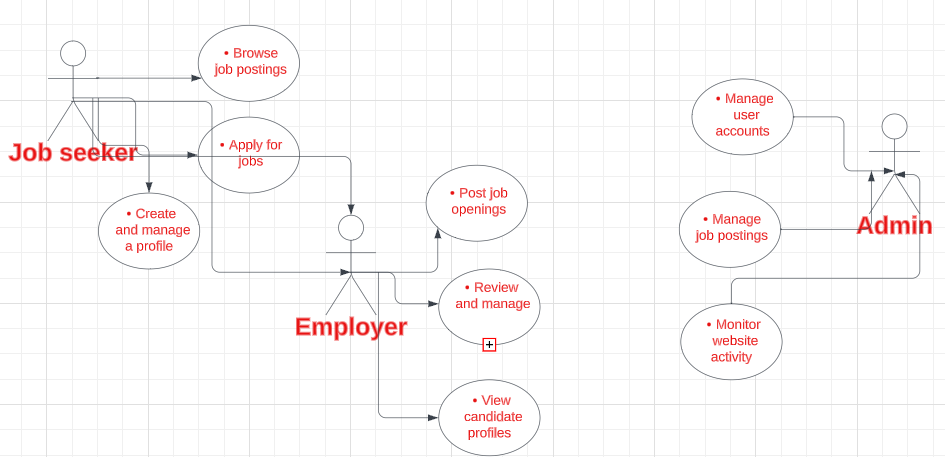 • Browse
job postings
Job seeker
• Apply for
jobs
• Create
and manage
a profile
Employer
• Post job
openings
• Review
and manage
• View
candidate
profiles
• Manage
user
accounts
Admin
• Manage
job postings
• Monitor
website
activity